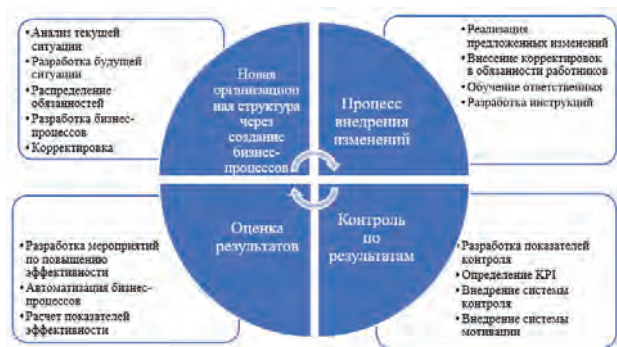 •Анализ текущей
ситуации
•Разработка будущей
ситуации
•Распределение
обязанностей
•Разработка бизнес-
процессов
•Корректировка
Новая
организацион
ная структура
через
создание
бизнес-
процессов
Процесс
внедрения
изменений
•Реализация
предложенных изменений
•Внесение корректировок
в обязанности работников
•Обучение ответственных
•Разработка инструкций
•Разработка мероприятий
по повышению
эффективности
•Автоматизация бизнес-
процессов
•Расчет показателей
эффективности
Оценка
результатов
Контроль
по
результатам
•Разработка показателей
контроля
•Определение KPI
•Внедрение системы
контроля
•Внедрение системы
мотивации